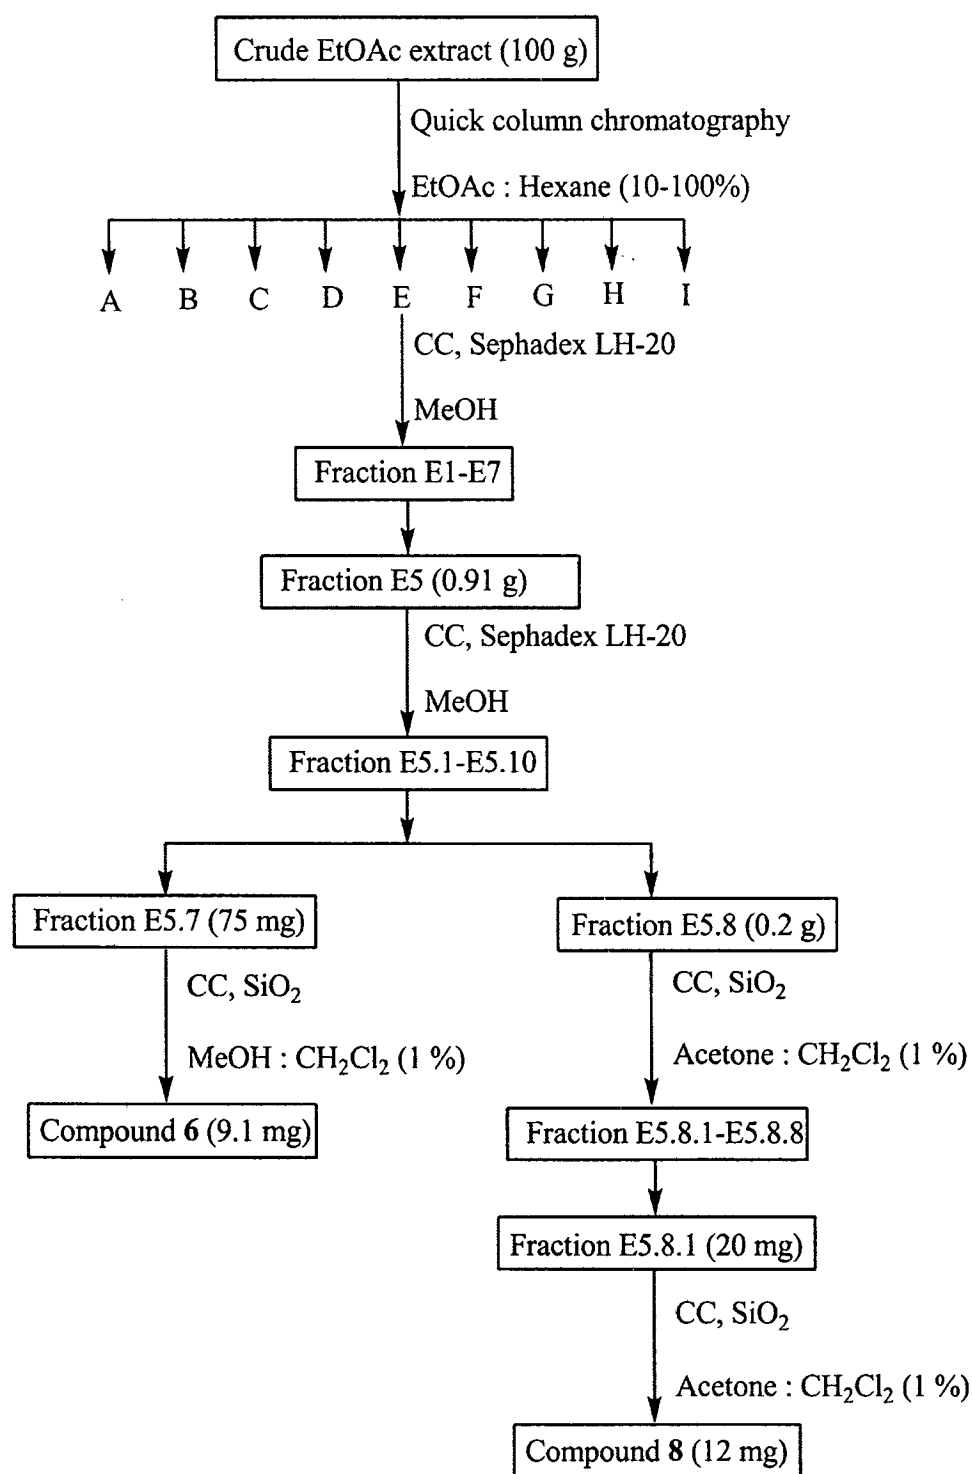 Crude EtOAc extract (100 g)
Quick column chromatography
EtOAc : Hexane (10-100%)
A B C D E F G H I
CC, Sephadex LH-20
MeOH
Fraction E1-E7
Fraction E5 (0.91 g)
CC, Sephadex LH-20
MeOH
Fraction E5.1-E5.10
Fraction E5.7 (75 mg)
CC, SiO₂
MeOH : CH₂Cl₂ (1 %)
Compound 6 (9.1 mg)
Fraction E5.8 (0.2 g)
CC, SiO₂
Acetone : CH₂Cl₂ (1 %)
Fraction E5.8.1-E5.8.8
Fraction E5.8.1 (20 mg)
CC, SiO₂
Acetone : CH₂Cl₂ (1 %)
Compound 8 (12 mg)